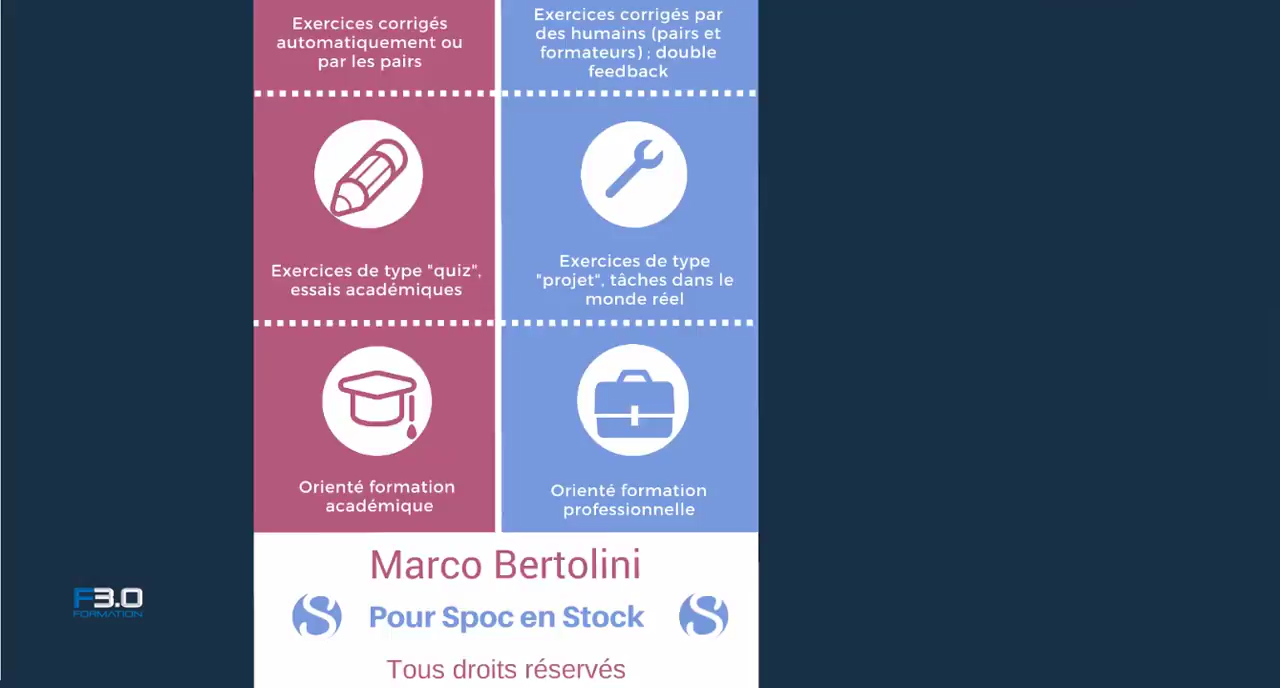 Exercices corrigés
automatiquement ou
par les pairs
Exercices corrigés par
des humains (pairs et
formateurs) ; double
feedback
Exercices de type "quiz",
essais académiques
Exercices de type
"projet", tâches dans le
monde réel
Orienté formation
académique
Orienté formation
professionnelle
Marco Bertolini
Pour Spoc en Stock
Tous droits réservés
F3.0
FORMATION